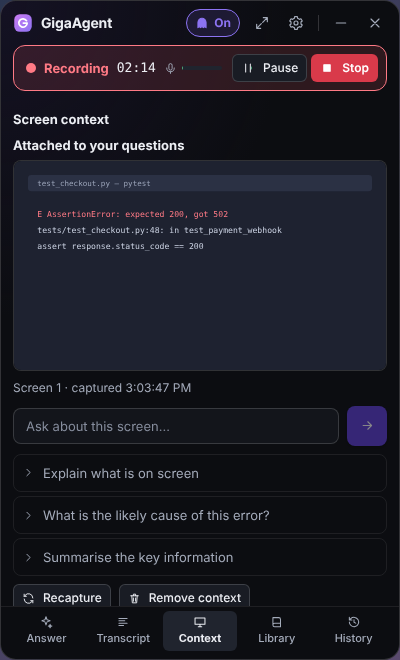 GigaAgent
On
Recording 02:14 Pause Stop
Screen context
Attached to your questions
test_checkout.py — pytest
E AssertionError: expected 200, got 502
tests/test_checkout.py:48: in test_payment_webhook
assert response.status_code == 200
Screen 1 · captured 3:03:47 PM
Ask about this screen...
Explain what is on screen
What is the likely cause of this error?
Summarise the key information
Recapture Remove context
Answer Transcript Context Library History